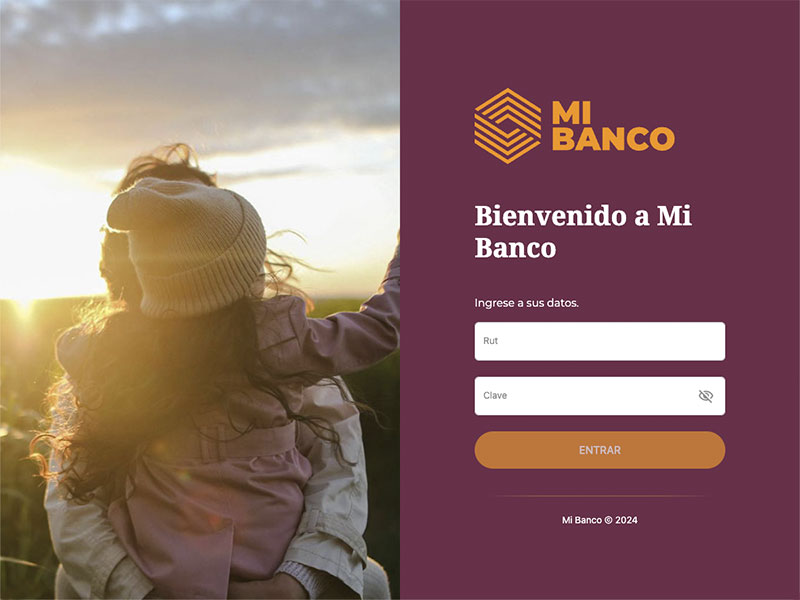 MI
BANCO
Bienvenido a Mi
Banco
Ingrese a sus datos.
Rut
Clave
ENTRAR
Mi Banco © 2024